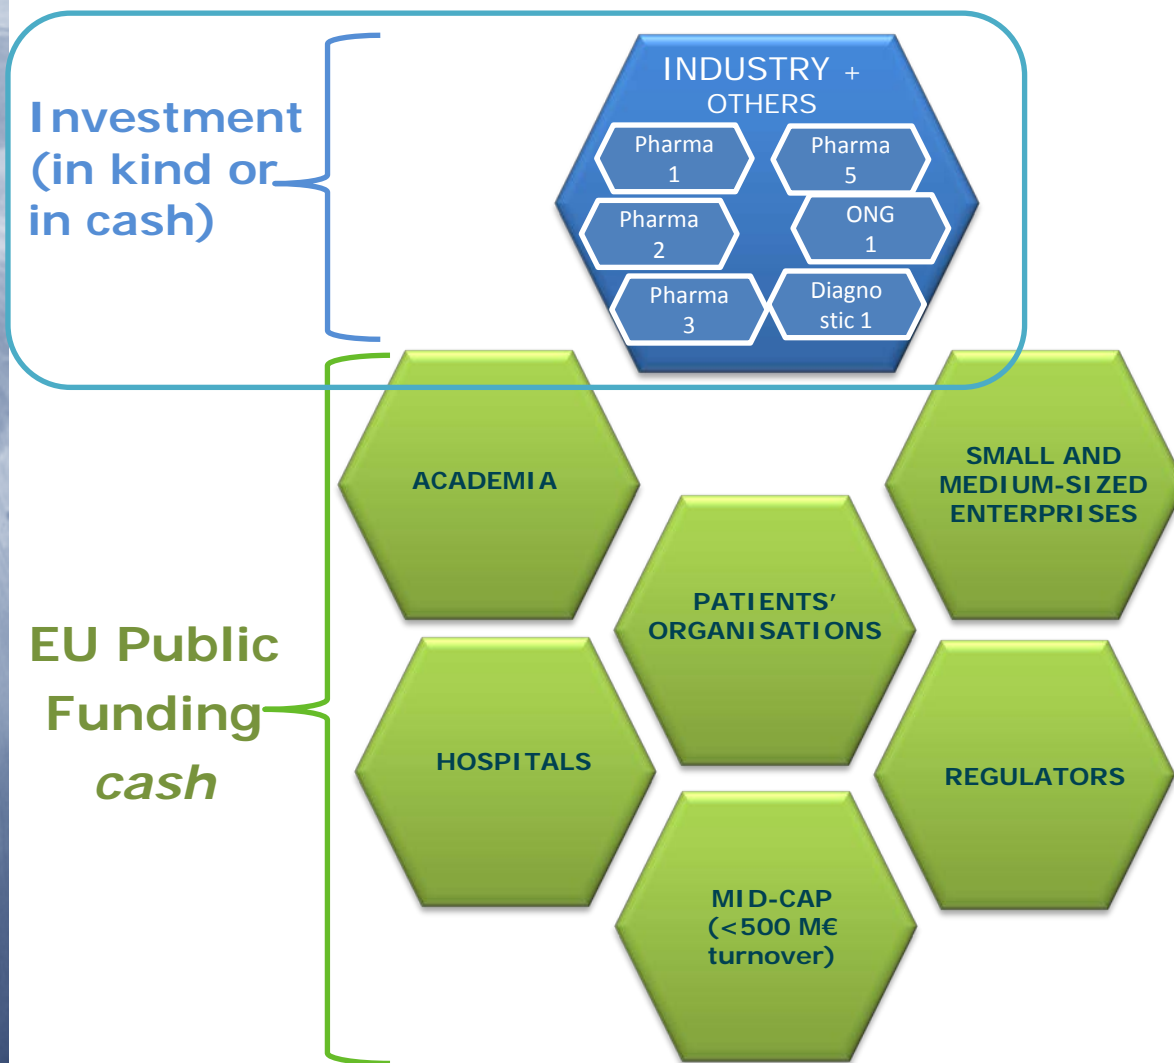 Investment
(in kind or
in cash)
INDUSTRY +
OTHERS
Pharma
1
Pharma
5
Pharma
2
ONG
1
Pharma
3
Diagno
stic 1
EU Public
Funding
cash
ACADEMIA
SMALL AND
MEDIUM-SIZED
ENTERPRISES
PATIENTS’
ORGANISATIONS
HOSPITALS
REGULATORS
MID-CAP
(<500 M€
turnover)